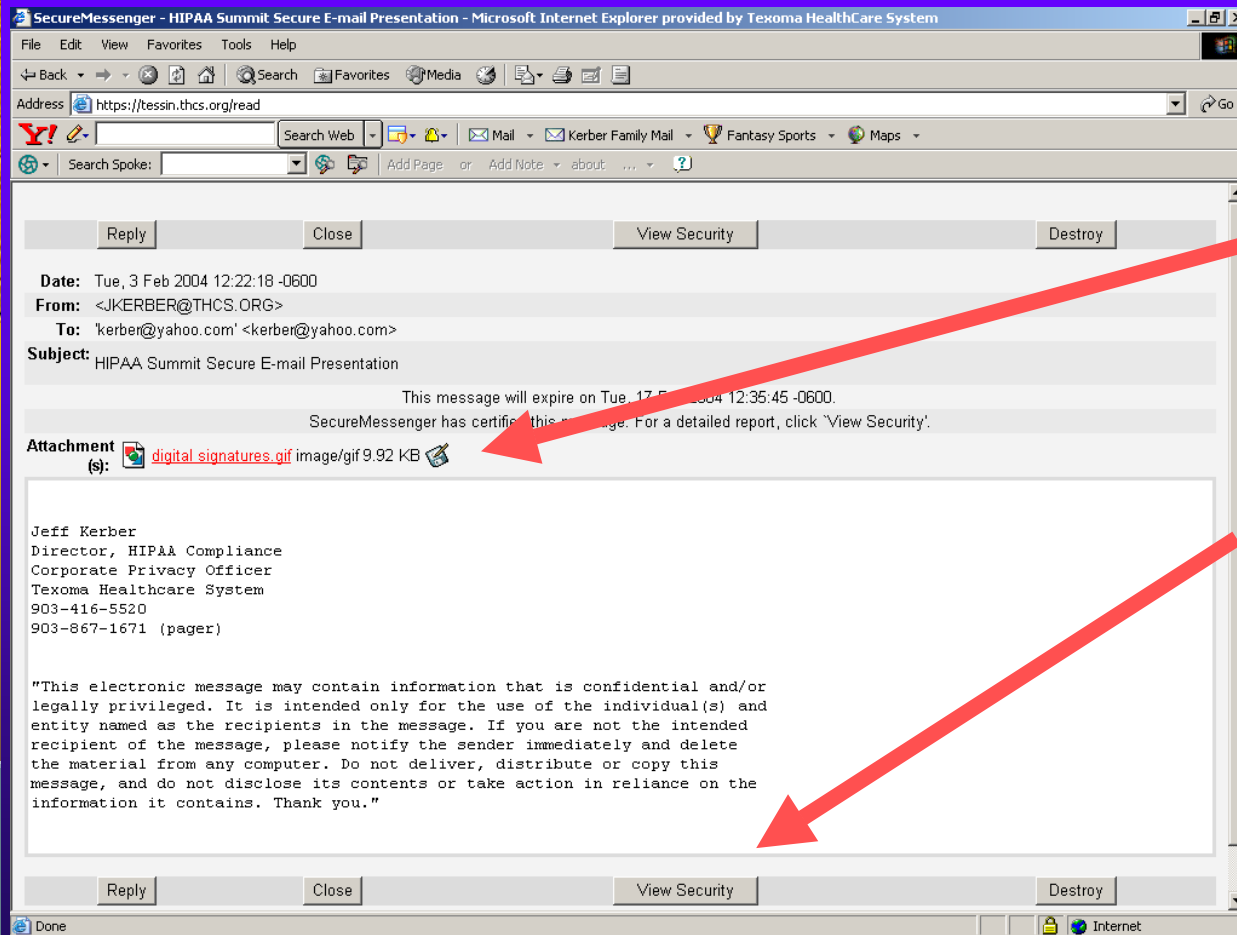 SecureMessenger - HIPAA Summit Secure E-mail Presentation - Microsoft Internet Explorer provided by Texoma HealthCare System
File Edit View Favorites Tools Help
Back Search Favorites Media
Address https://tessin.thcs.org/read Go
Y! Search Web Mail Kerber Family Mail Fantasy Sports Maps
Search Spoke: Add Page or Add Note about ...
Reply Close View Security Destroy
Date: Tue, 3 Feb 2004 12:22:18 -0600
From: <JKERBER@THCS.ORG>
To: 'kerber@yahoo.com' <kerber@yahoo.com>
Subject: HIPAA Summit Secure E-mail Presentation
This message will expire on Tue, 17 2004 12:35:45 -0600.
SecureMessenger has this For a detailed report, click `View Security'.
Attachment
(s): digital signatures.gif image/gif 9.92 KB
Jeff Kerber
Director, HIPAA Compliance
Corporate Privacy Officer
Texoma Healthcare System
903-416-5520
903-867-1671 (pager)
"This electronic message may contain information that is confidential and/or
legally privileged. It is intended only for the use of the individual(s) and
entity named as the recipients in the message. If you are not the intended
recipient of the message, please notify the sender immediately and delete
the material from any computer. Do not deliver, distribute or copy this
message, and do not disclose its contents or take action in reliance on the
information it contains. Thank you."
Reply Close View Security Destroy
Done Internet